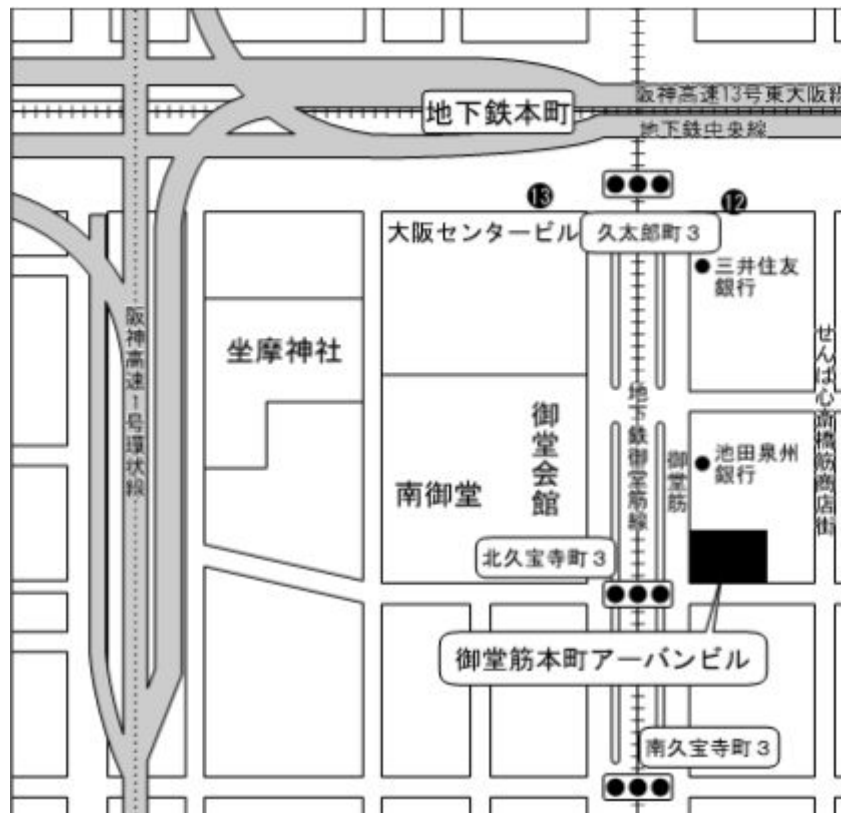 阪神高速13号東大阪線
地下鉄本町
地下鉄中央線
⓭
⓬
大阪センタービル
久太郎町3
三井住友
銀行
坐摩神社
阪神高速1号環状線
せんば心斎橋筋商店街
地下鉄御堂筋線
御堂筋
御堂会館
南御堂
池田泉州
銀行
北久宝寺町3
御堂筋本町アーバンビル
南久宝寺町3